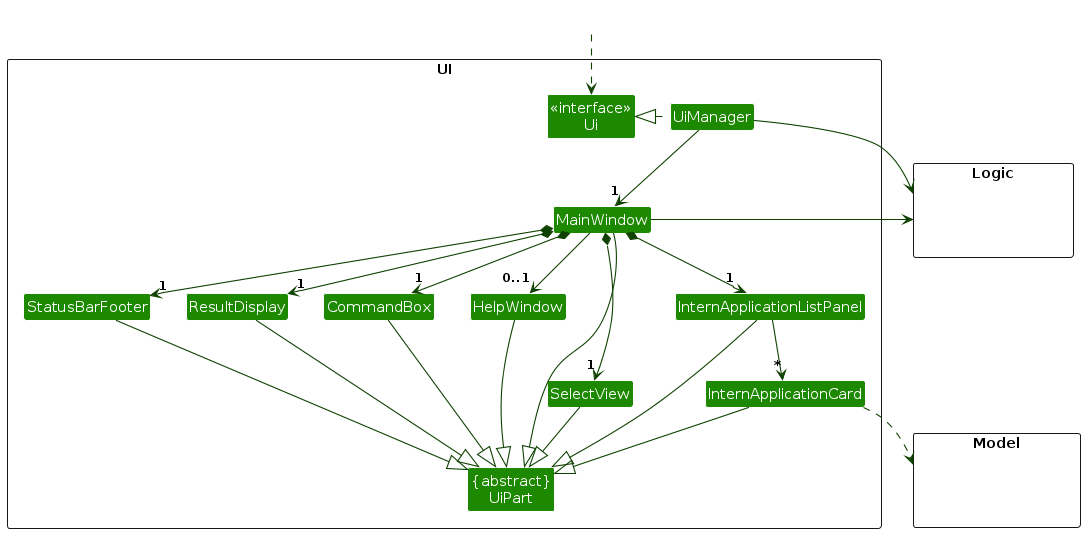 UI
«interface»
Ui
UiManager
Logic
1
MainWindow
1
1
1
0..1
1
StatusBarFooter
ResultDisplay
CommandBox
HelpWindow
InternApplicationListPanel
1
*
SelectView
InternApplicationCard
Model
{abstract}
UiPart